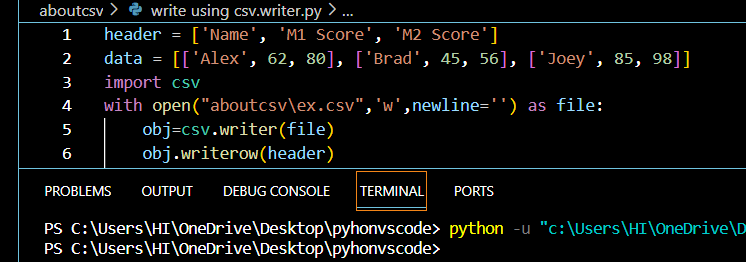 aboutcsv > write using csv.writer.py > ...
1 header = ['Name', 'M1 Score', 'M2 Score']
2 data = [['Alex', 62, 80], ['Brad', 45, 56], ['Joey', 85, 98]]
3 import csv
4 with open("aboutcsv\ex.csv",'w',newline='') as file:
5     obj=csv.writer(file)
6     obj.writerow(header)
PROBLEMS OUTPUT DEBUG CONSOLE TERMINAL PORTS
PS C:\Users\HI\OneDrive\Desktop\pyhonvscode> python -u "c:\Users\HI\OneDrive\D
PS C:\Users\HI\OneDrive\Desktop\pyhonvscode>